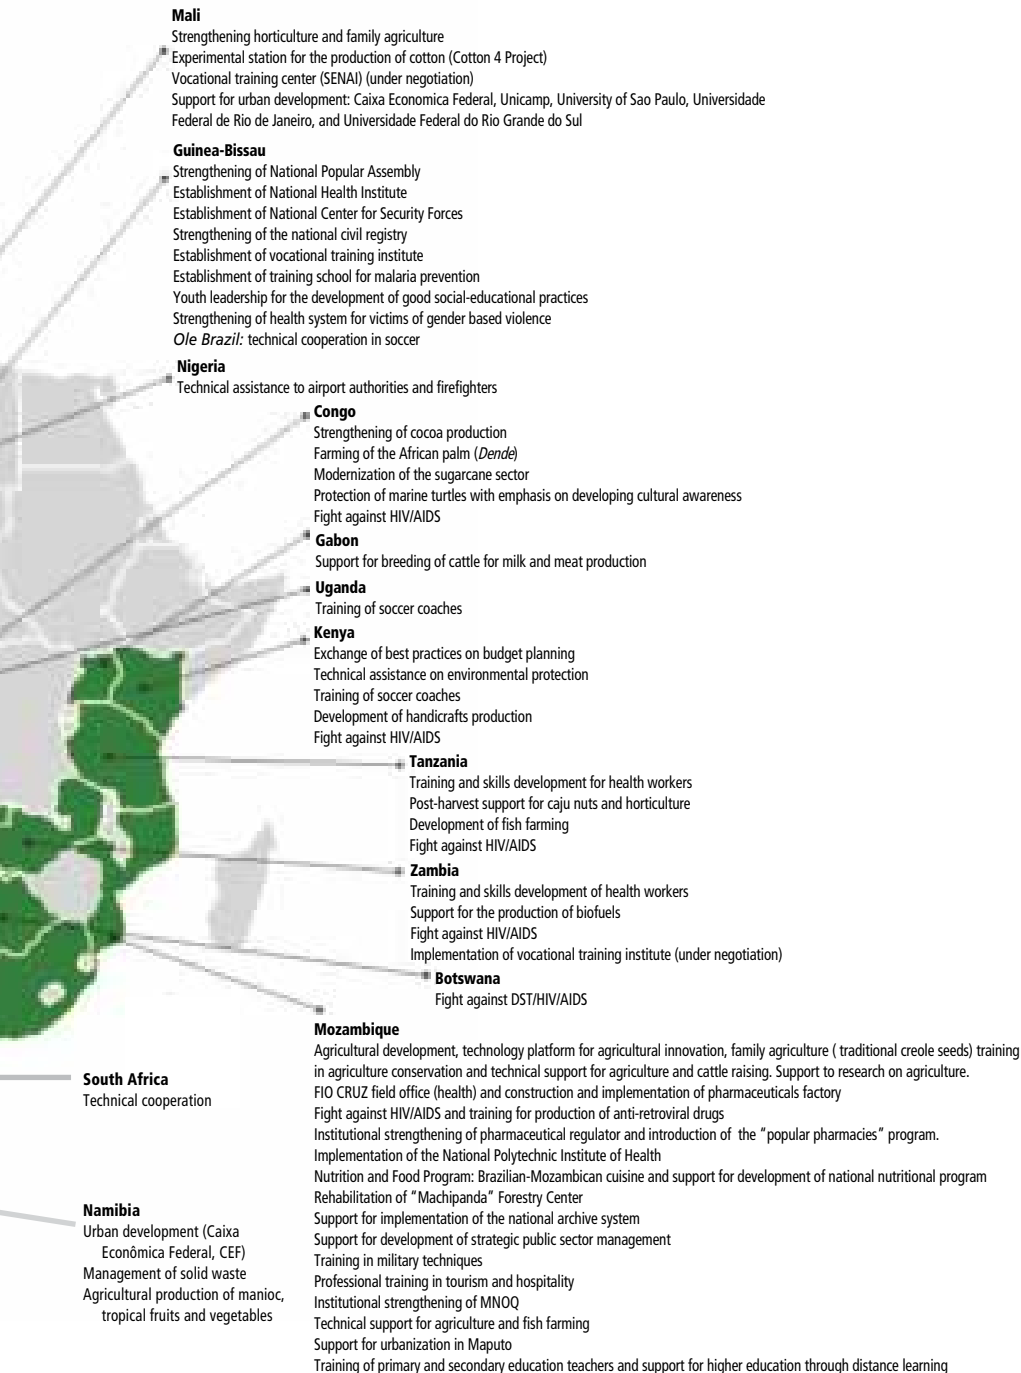 Mali
Strengthening horticulture and family agriculture
Experimental station for the production of cotton (Cotton 4 Project)
Vocational training center (SENAI) (under negotiation)
Support for urban development: Caixa Economica Federal, Unicamp, University of Sao Paulo, Universidade
Federal de Rio de Janeiro, and Universidade Federal do Rio Grande do Sul
Guinea-Bissau
Strengthening of National Popular Assembly
Establishment of National Health Institute
Establishment of National Center for Security Forces
Strengthening of the national civil registry
Establishment of vocational training institute
Establishment of training school for malaria prevention
Youth leadership for the development of good social-educational practices
Strengthening of health system for victims of gender based violence
Ole Brazil: technical cooperation in soccer
Nigeria
Technical assistance to airport authorities and firefighters
Congo
Strengthening of cocoa production
Farming of the African palm (Dende)
Modernization of the sugarcane sector
Protection of marine turtles with emphasis on developing cultural awareness
Fight against HIV/AIDS
Gabon
Support for breeding of cattle for milk and meat production
Uganda
Training of soccer coaches
Kenya
Exchange of best practices on budget planning
Technical assistance on environmental protection
Training of soccer coaches
Development of handicrafts production
Fight against HIV/AIDS
Tanzania
Training and skills development for health workers
Post-harvest support for caju nuts and horticulture
Development of fish farming
Fight against HIV/AIDS
Zambia
Training and skills development of health workers
Support for the production of biofuels
Fight against HIV/AIDS
Implementation of vocational training institute (under negotiation)
Botswana
Fight against DST/HIV/AIDS
Mozambique
Agricultural development, technology platform for agricultural innovation, family agriculture ( traditional creole seeds) training
in agriculture conservation and technical support for agriculture and cattle raising. Support to research on agriculture.
FIO CRUZ field office (health) and construction and implementation of pharmaceuticals factory
Fight against HIV/AIDS and training for production of anti-retroviral drugs
Institutional strengthening of pharmaceutical regulator and introduction of the “popular pharmacies” program.
Implementation of the National Polytechnic Institute of Health
Nutrition and Food Program: Brazilian-Mozambican cuisine and support for development of national nutritional program
Rehabilitation of “Machipanda” Forestry Center
Support for implementation of the national archive system
Support for development of strategic public sector management
Training in military techniques
Professional training in tourism and hospitality
Institutional strengthening of MNOQ
Technical support for agriculture and fish farming
Support for urbanization in Maputo
Training of primary and secondary education teachers and support for higher education through distance learning
South Africa
Technical cooperation
Namibia
Urban development (Caixa
Econômica Federal, CEF)
Management of solid waste
Agricultural production of manioc,
tropical fruits and vegetables